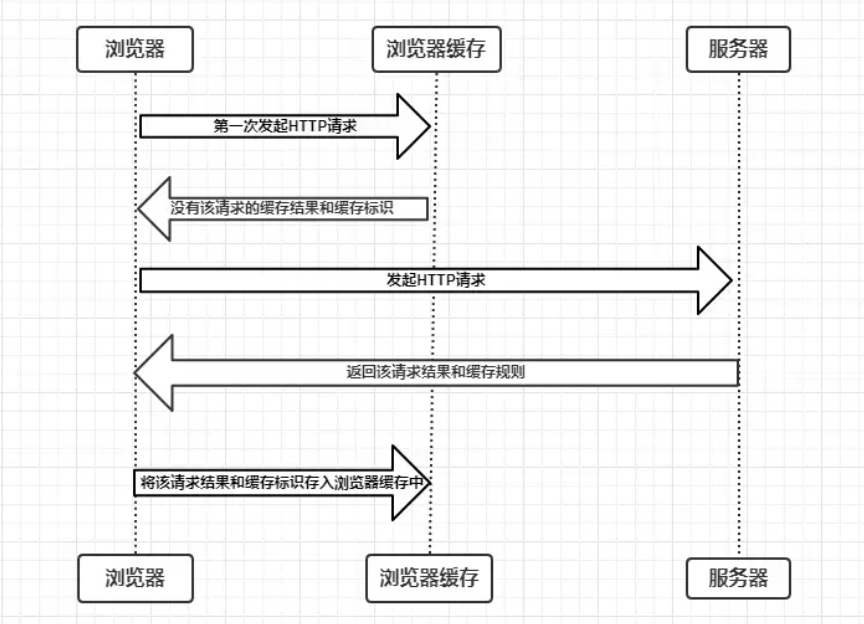 浏览器
浏览器缓存
服务器
第一次发起HTTP请求
没有该请求的缓存结果和缓存标识
发起HTTP请求
返回该请求结果和缓存规则
将该请求结果和缓存标识存入浏览器缓存中
浏览器
浏览器缓存
服务器